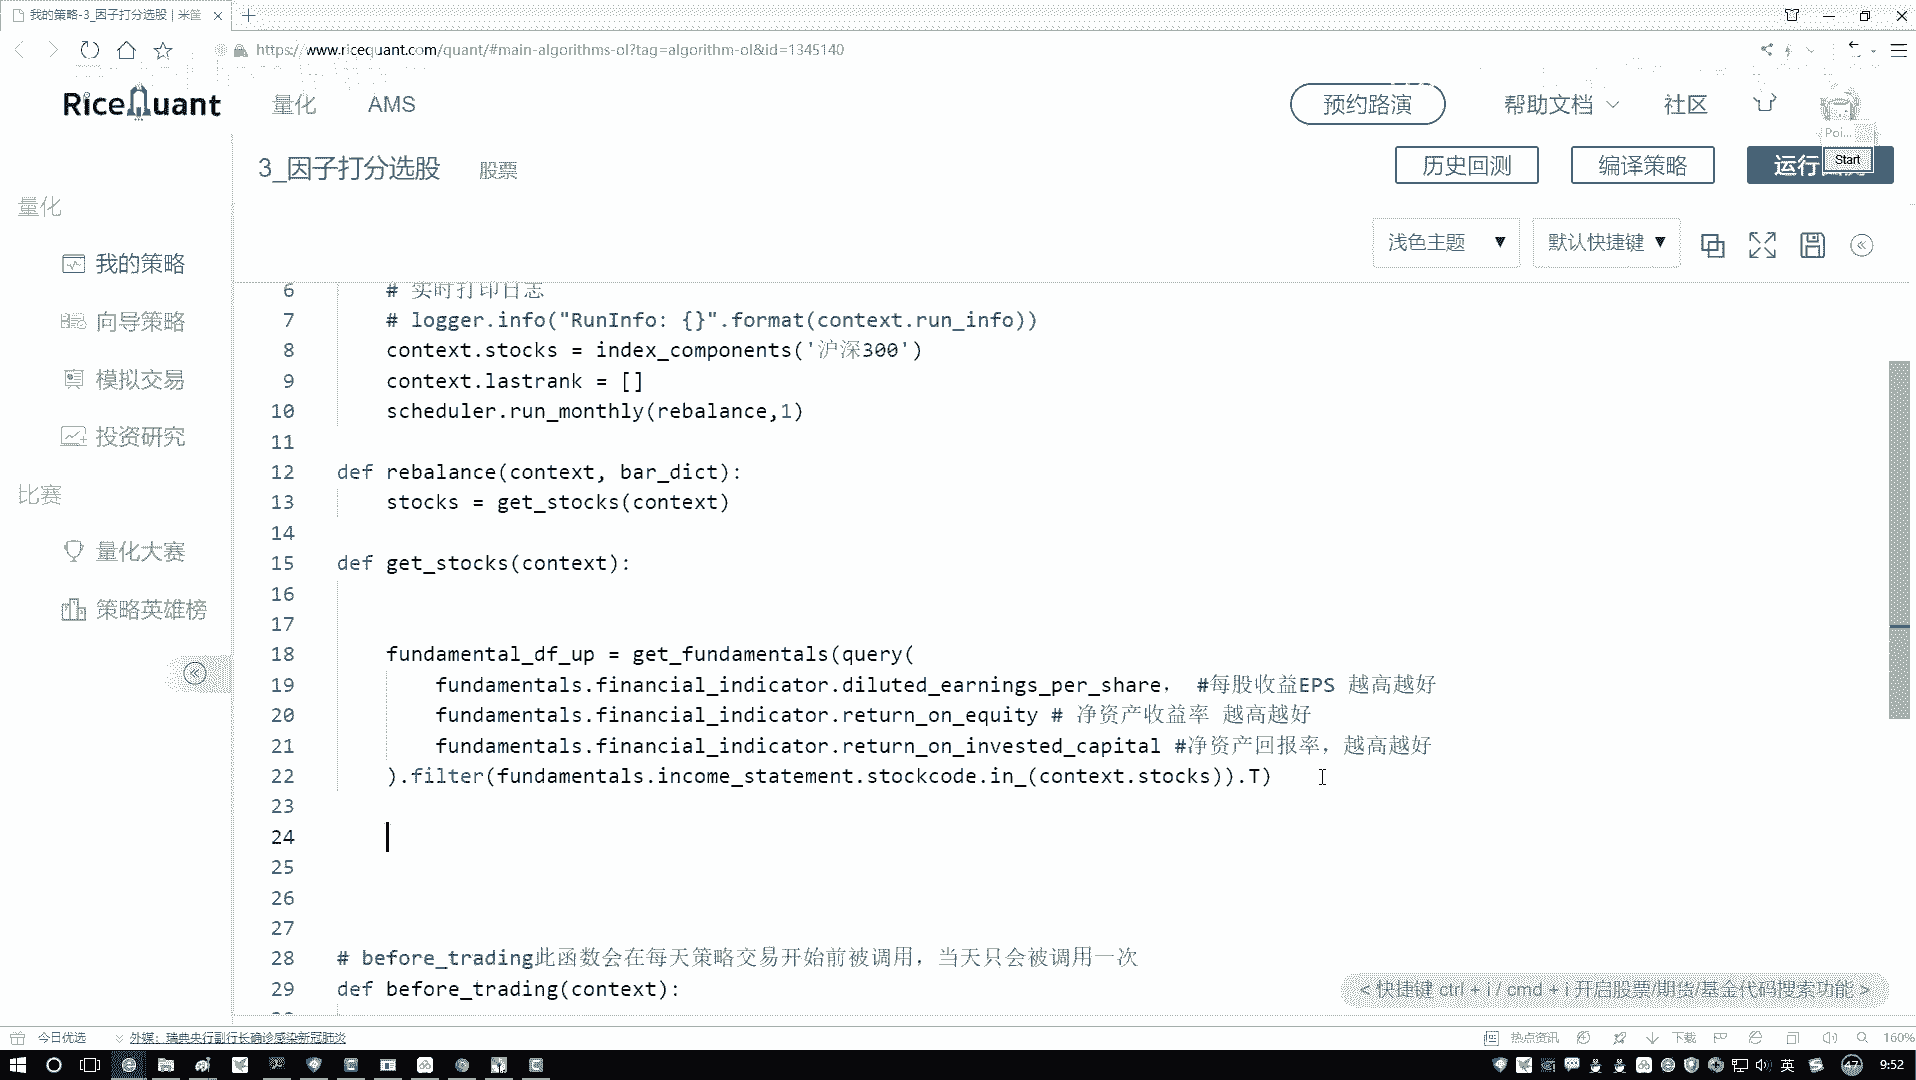 我的策略-3_因子打分选股 | 米筐
https://www.ricequant.com/quant/#main-algorithms-ol?tag=algorithm-ol&id=1345140
RiceQuant
量化
AMS
预约路演
帮助文档
社区
Poi...
Start
3_因子打分选股
股票
历史回测
编译策略
运行
浅色主题 ▼
默认快捷键 ▼
量化
我的策略
向导策略
模拟交易
投资研究
比赛
量化大赛
策略英雄榜
6 # 实时打印日志
7 # logger.info("RunInfo: {}".format(context.run_info))
8 context.stocks = index_components('沪深300')
9 context.lastrank = []
10 scheduler.run_monthly(rebalance,1)
11
12 def rebalance(context, bar_dict):
13 stocks = get_stocks(context)
14
15 def get_stocks(context):
16
17
18 fundamental_df_up = get_fundamentals(query(
19 fundamentals.financial_indicator.diluted_earnings_per_share， #每股收益EPS 越高越好
20 fundamentals.financial_indicator.return_on_equity # 净资产收益率 越高越好
21 fundamentals.financial_indicator.return_on_invested_capital #净资产回报率，越高越好
22 ).filter(fundamentals.income_statement.stockcode.in_(context.stocks)).T)
23
24
25
26
27
28 # before_trading此函数会在每天策略交易开始前被调用，当天只会被调用一次
29 def before_trading(context):
< 快捷键 ctrl + i / cmd + i 开启股票/期货/基金代码搜索功能 >
今日优选
外媒：瑞典央行副行长确诊感染新冠肺炎
热点资讯
下载
160%
英
47
9:52